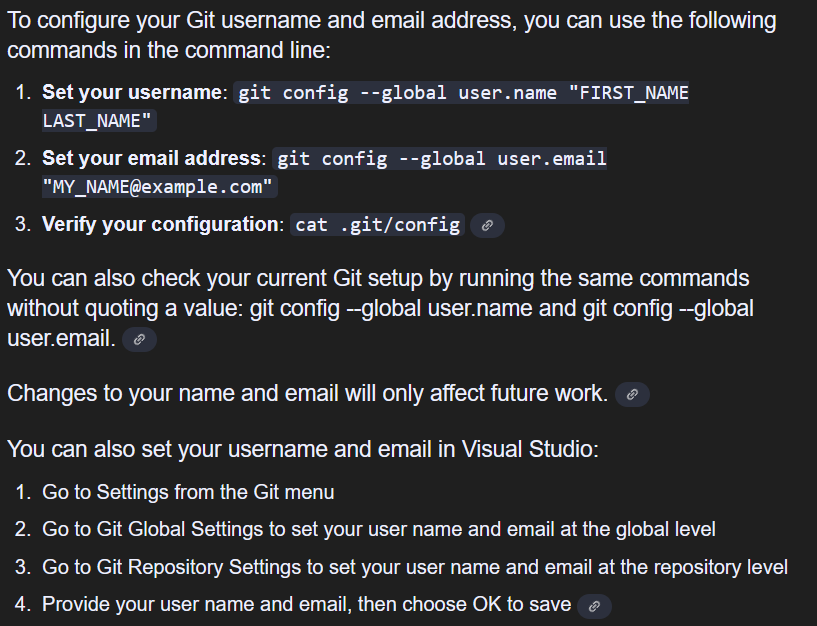 To configure your Git username and email address, you can use the following
commands in the command line:
1. Set your username: git config --global user.name "FIRST_NAME
LAST_NAME"
2. Set your email address: git config --global user.email
"MY_NAME@example.com"
3. Verify your configuration: cat .git/config
You can also check your current Git setup by running the same commands
without quoting a value: git config --global user.name and git config --global
user.email.
Changes to your name and email will only affect future work.
You can also set your username and email in Visual Studio:
1. Go to Settings from the Git menu
2. Go to Git Global Settings to set your user name and email at the global level
3. Go to Git Repository Settings to set your user name and email at the repository level
4. Provide your user name and email, then choose OK to save